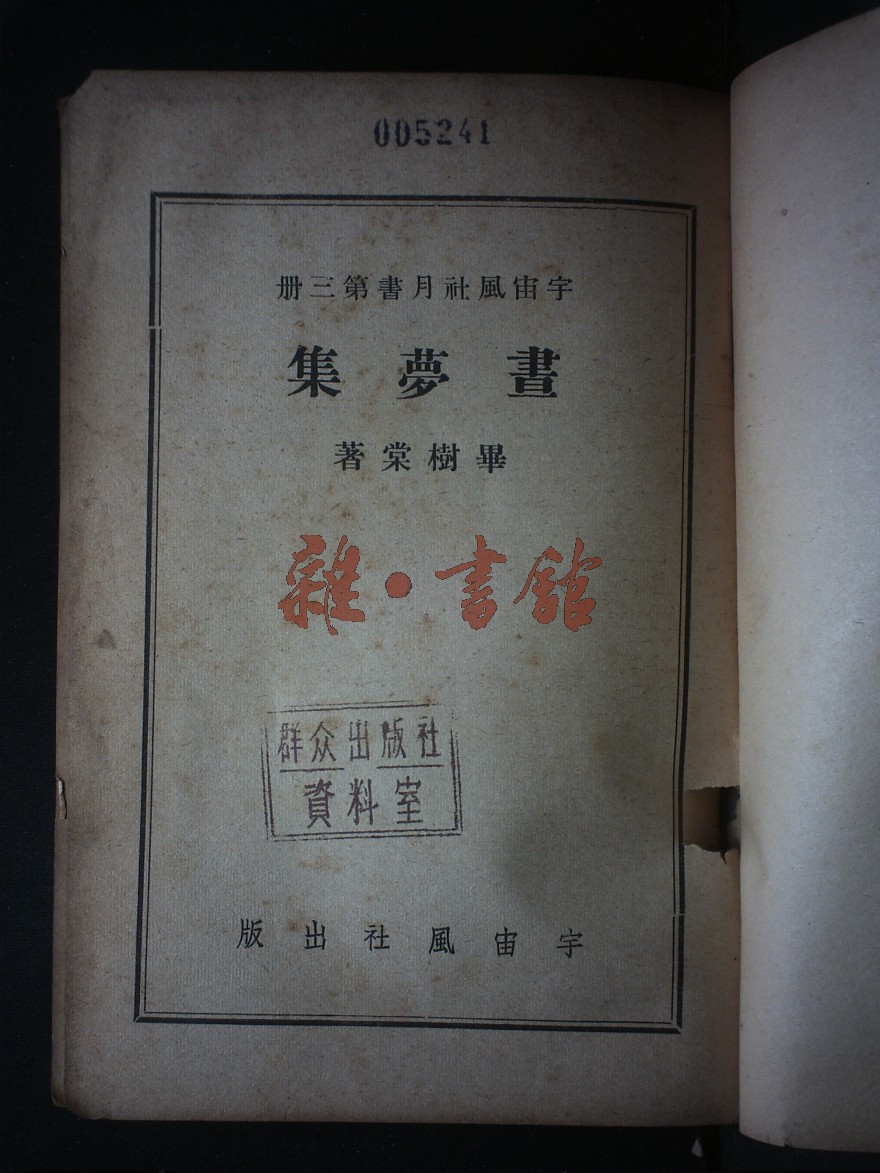 005241
宇宙風社月書第三册
晝夢集
畢樹棠著
雜·書館
群众出版社
資料室
宇宙風社出版